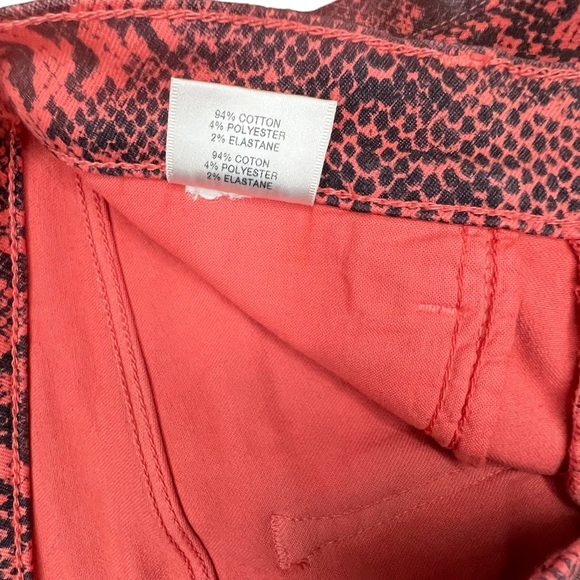 94% COTTON
4% POLYESTER
2% ELASTANE
94% COTON
4% POLYESTER
2% ELASTANE